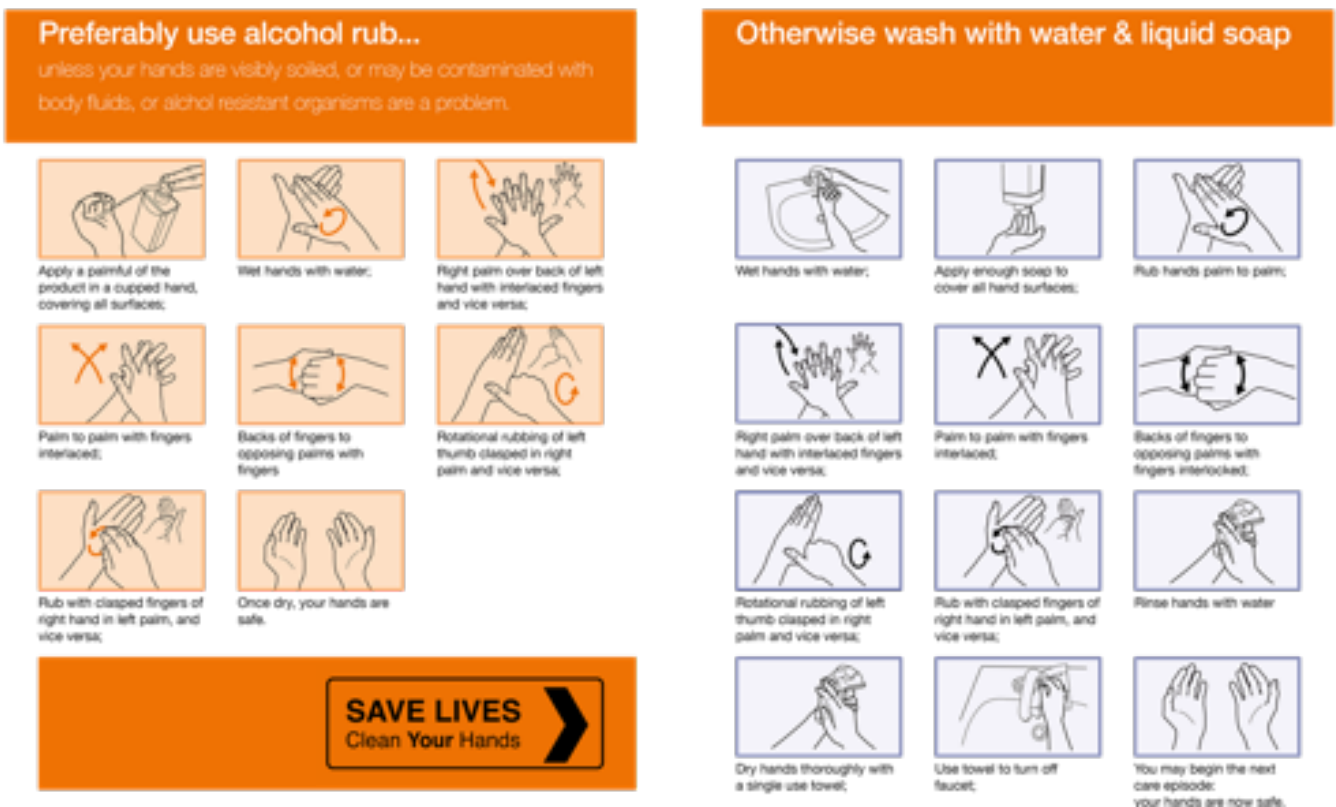 Preferably use alcohol rub...
unless your hands are visibly soiled, or may be contaminated with
body fluids, or alchol resistant organisms are a problem.
Apply a palmful of the
product in a cupped hand,
covering all surfaces;
Wet hands with water;
Right palm over back of left
hand with interlaced fingers
and vice versa;
Palm to palm with fingers
interlaced;
Backs of fingers to
opposing palms with
fingers
Rotational rubbing of left
thumb clasped in right
palm and vice versa;
Rub with clasped fingers of
right hand in left palm, and
vice versa;
Once dry, your hands are
safe.
SAVE LIVES
Clean Your Hands
Otherwise wash with water & liquid soap
Wet hands with water;
Apply enough soap to
cover all hand surfaces;
Rub hands palm to palm;
Right palm over back of left
hand with interlaced fingers
and vice versa;
Palm to palm with fingers
interlaced;
Backs of fingers to
opposing palms with
fingers interlocked;
Rotational rubbing of left
thumb clasped in right
palm and vice versa;
Rub with clasped fingers of
right hand in left palm, and
vice versa;
Rinse hands with water
Dry hands thoroughly with
a single use towel;
Use towel to turn off
faucet;
You may begin the next
care episode:
your hands are now safe.